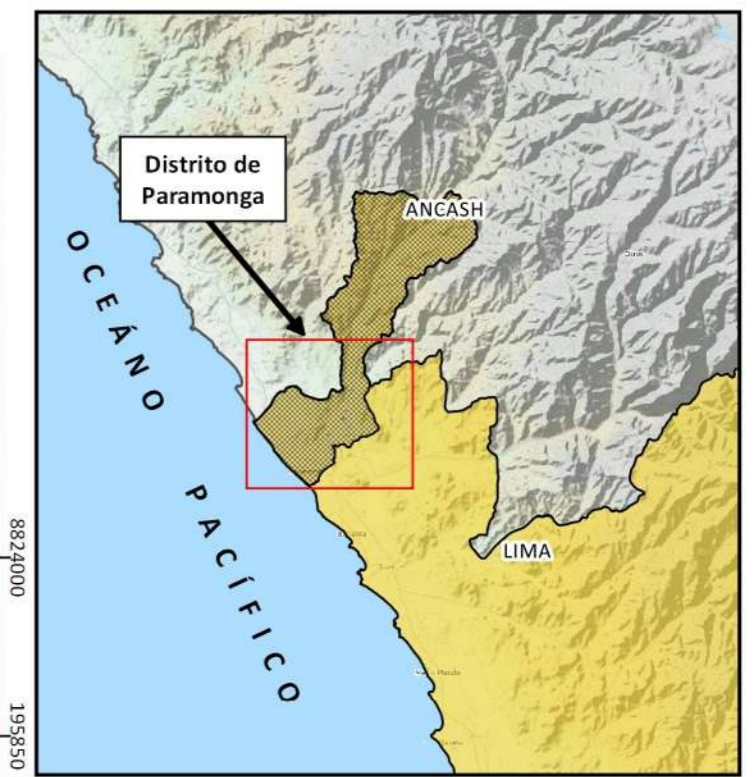 Distrito de
Paramonga
ANCASH
OCEÁNO
PACÍFICO
LIMA
8824000
195850